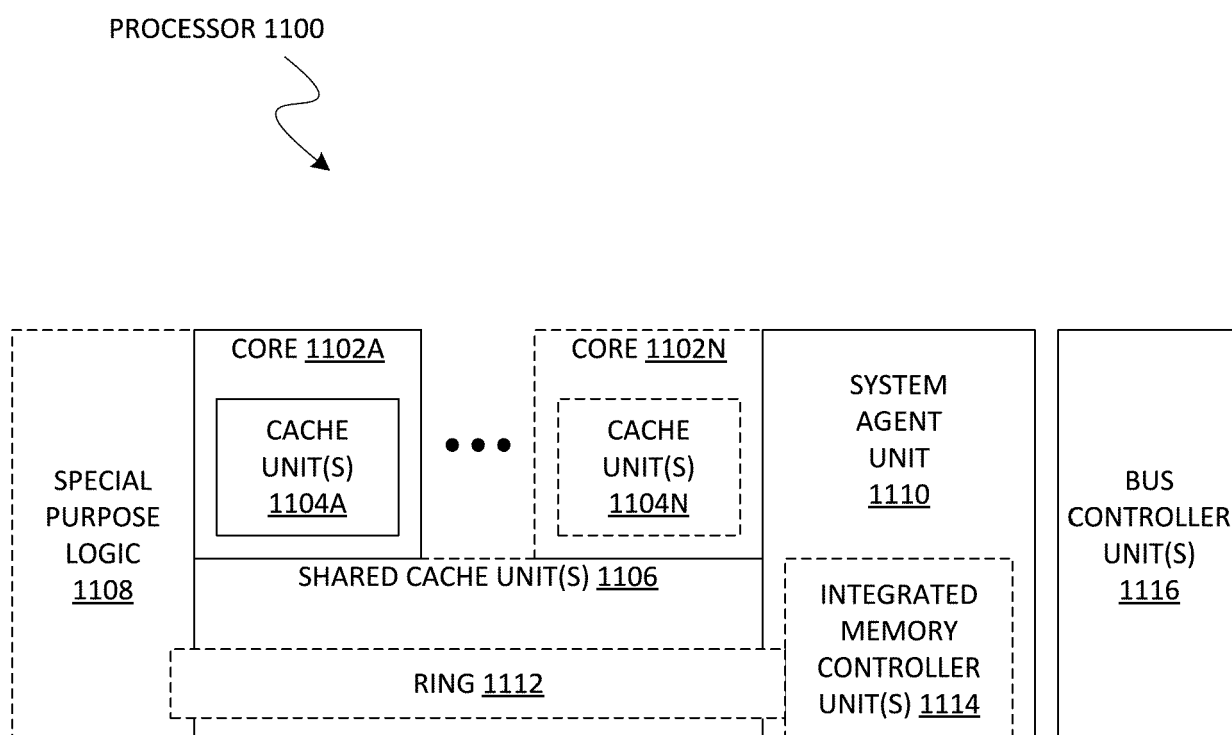 PROCESSOR 1100
SPECIAL
PURPOSE
LOGIC
1108
CORE 1102A
CACHE
UNIT(S)
1104A
CORE 1102N
CACHE
UNIT(S)
1104N
SHARED CACHE UNIT(S) 1106
RING 1112
SYSTEM
AGENT
UNIT
1110
INTEGRATED
MEMORY
CONTROLLER
UNIT(S) 1114
BUS
CONTROLLER
UNIT(S)
1116